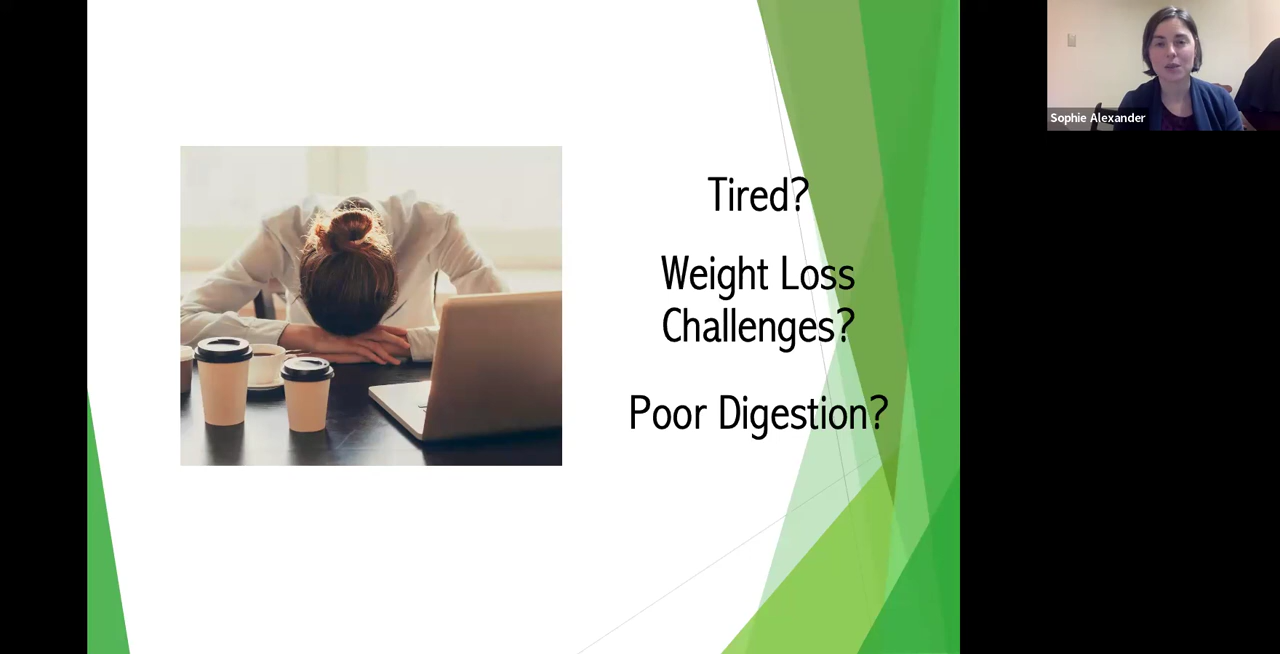 Tired?
Weight Loss
Challenges?
Poor Digestion?
Sophie Alexander